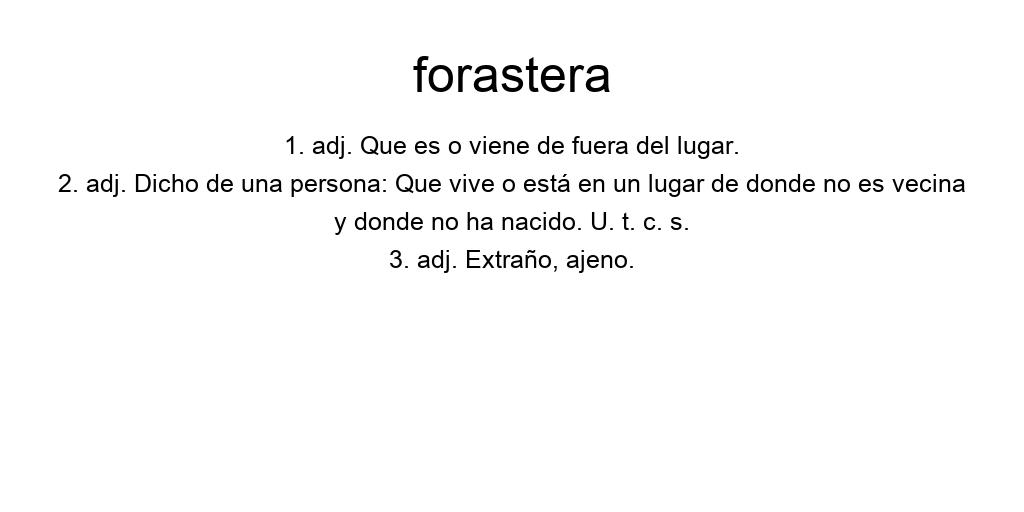 forastera
1. adj. Que es o viene de fuera del lugar.
2. adj. Dicho de una persona: Que vive o está en un lugar de donde no es vecina
y donde no ha nacido. U. t. c. s.
3. adj. Extraño, ajeno.